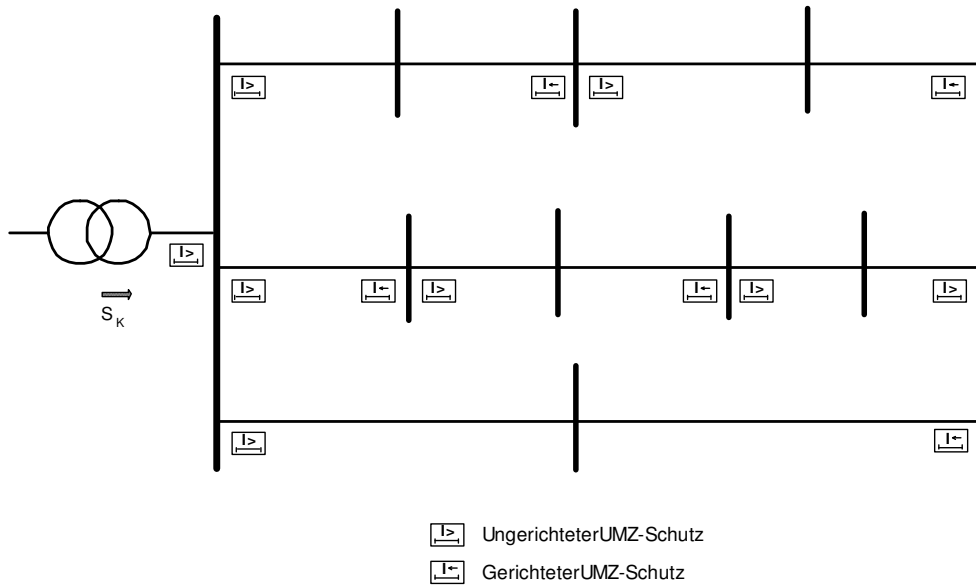 I> I← I> I←
I>
I> I← I> I← I> I>
S K
I> I←
I> UngerichteterUMZ-Schutz
I← GerichteterUMZ-Schutz